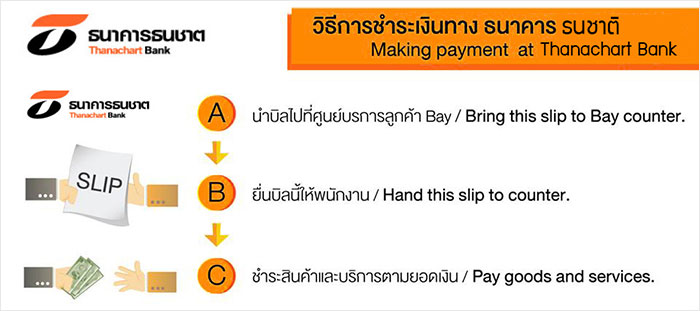 ธนาคารธนชาต
Thanachart Bank
วิธีการชำระเงินทาง ธนาคาร ธนชาติ
Making payment at Thanachart Bank
ธนาคารธนชาต
Thanachart Bank
A
นำบิลไปที่ศูนย์บรการลูกค้า Bay / Bring this slip to Bay counter.
SLIP
B
ยื่นบิลนี้ให้พนักงาน / Hand this slip to counter.
C
ชำระสินค้าและบริการตามยอดเงิน / Pay goods and services.